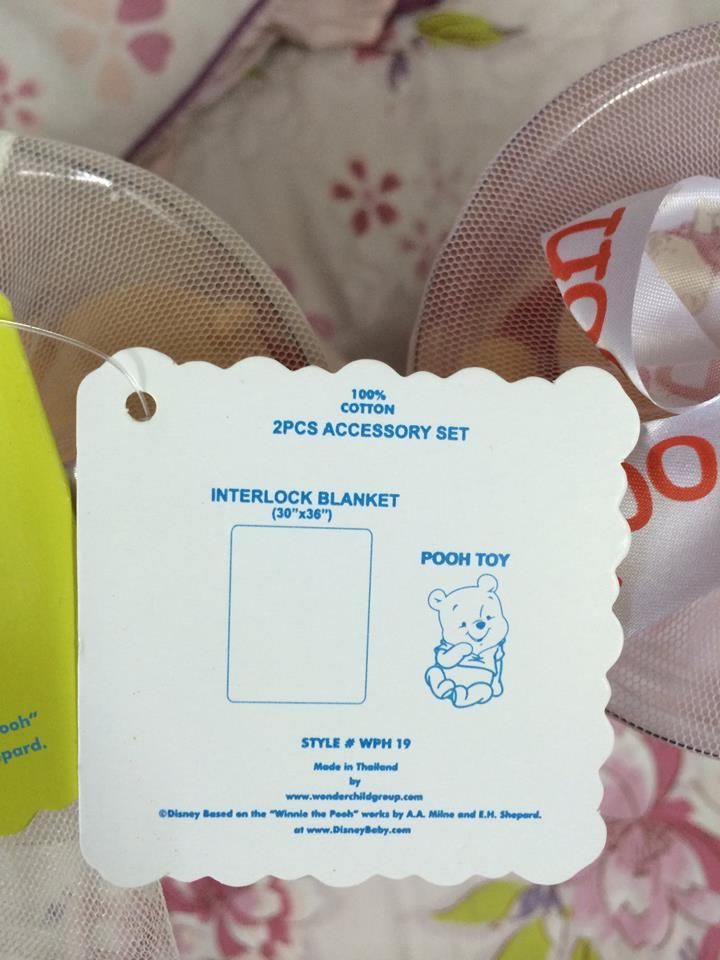 100%
COTTON
2PCS ACCESSORY SET
INTERLOCK BLANKET
(30"x36")
POOH TOY
STYLE # WPH 19
Made in Thailand
by
www.wonderchildgroup.com
©Disney Based on the "Winnie the Pooh" works by A.A. Milne and E.H. Shepard.
at www.DisneyBaby.com
ooh"
pard.